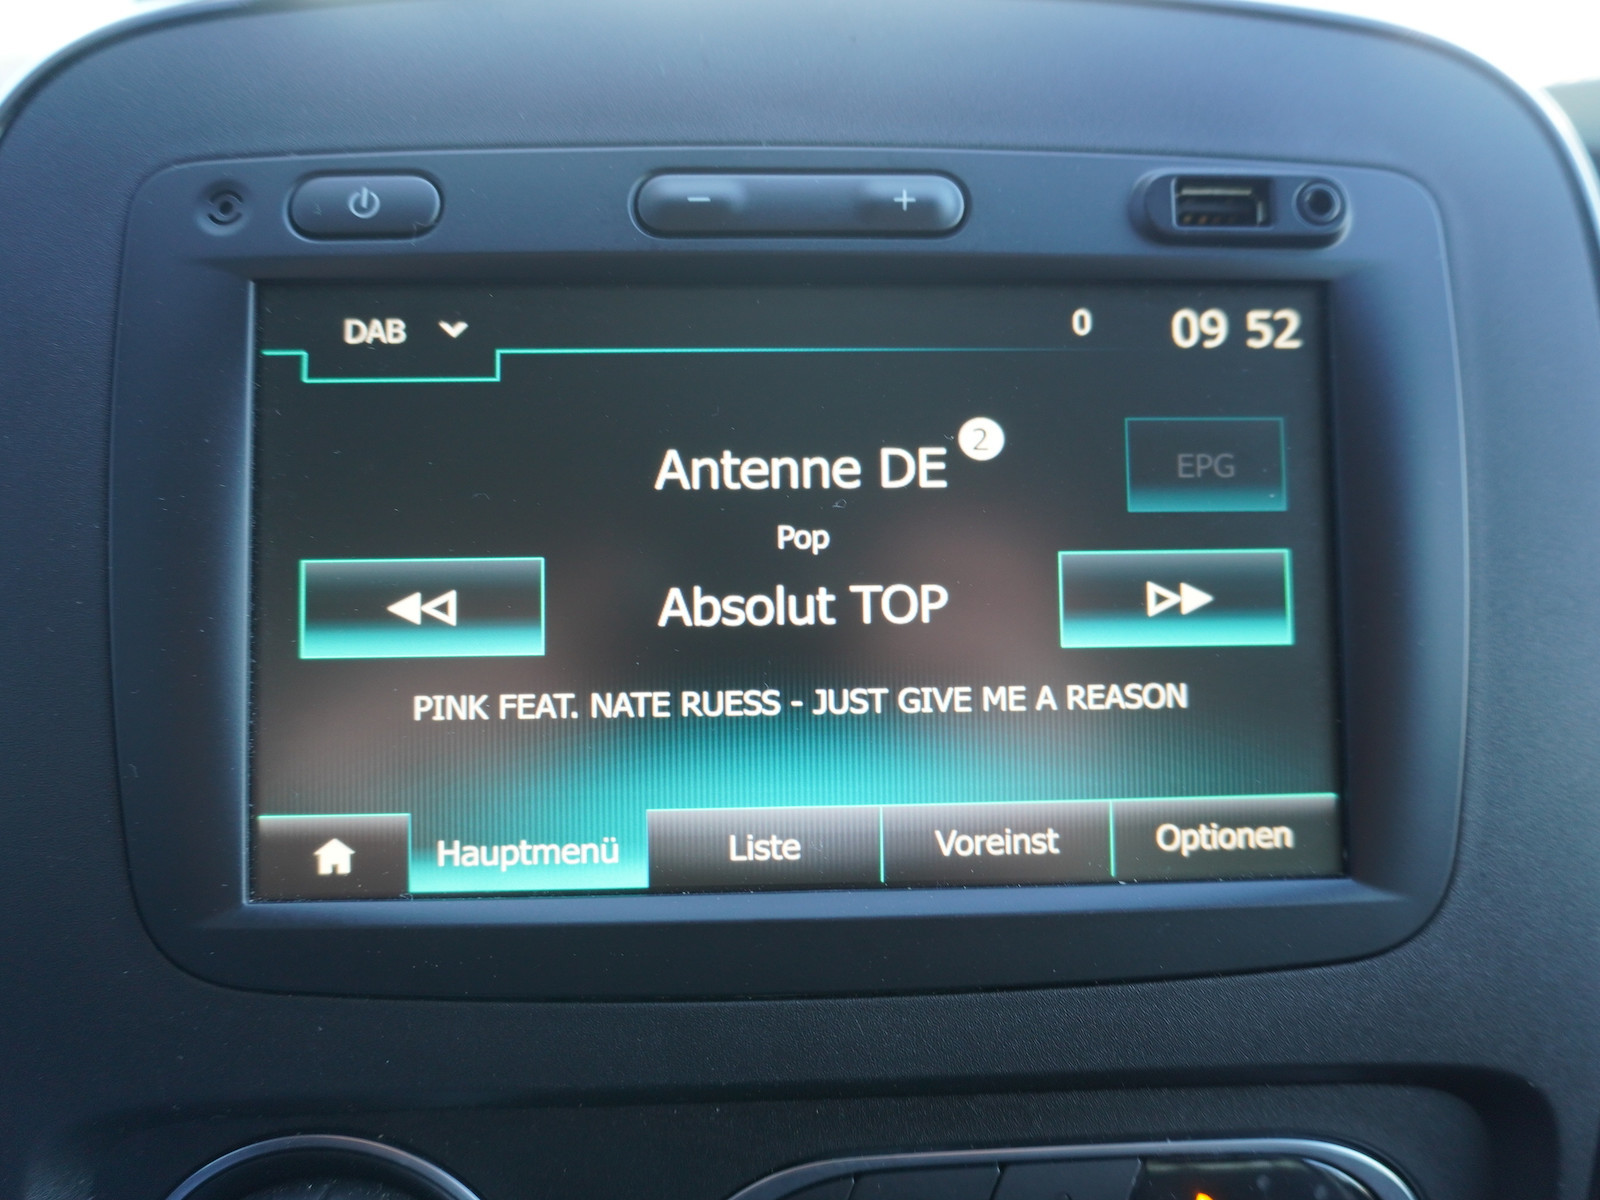 DAB
0
09 52
Antenne DE
2
EPG
Pop
Absolut TOP
PINK FEAT. NATE RUESS - JUST GIVE ME A REASON
Hauptmenü
Liste
Voreinst
Optionen